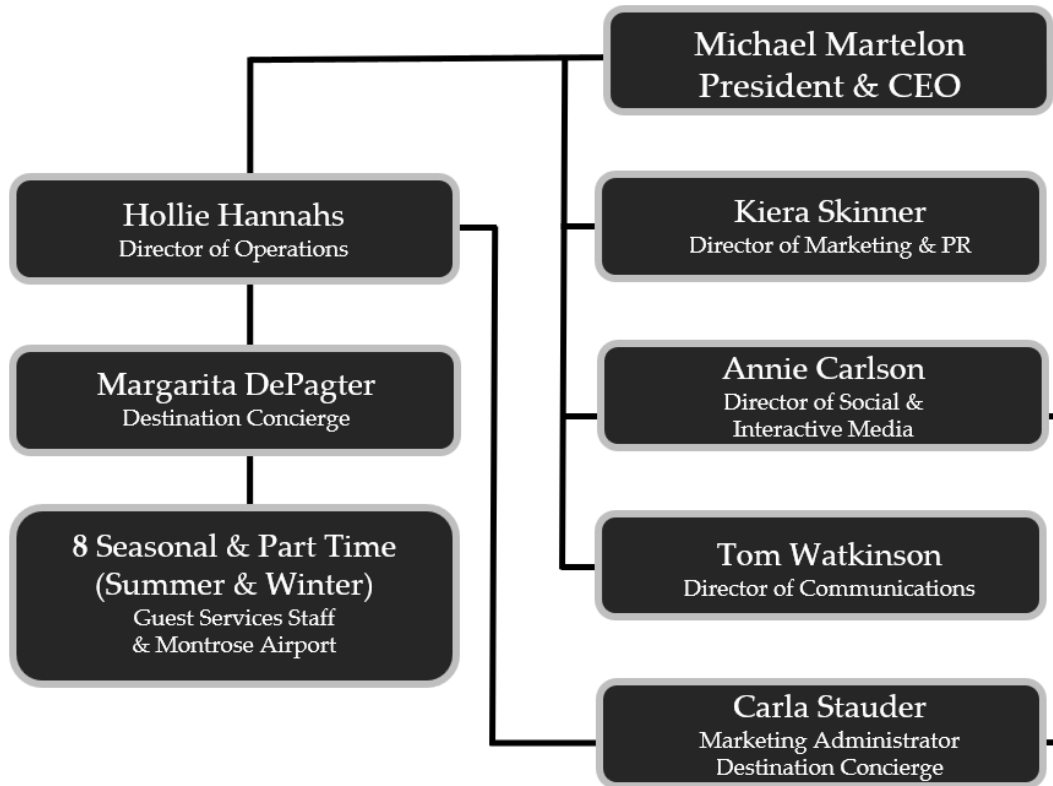 Michael Martelon
President & CEO
Hollie Hannahs
Director of Operations
Kiera Skinner
Director of Marketing & PR
Margarita DePagter
Destination Concierge
Annie Carlson
Director of Social &
Interactive Media
8 Seasonal & Part Time
(Summer & Winter)
Guest Services Staff
& Montrose Airport
Tom Watkinson
Director of Communications
Carla Stauder
Marketing Administrator
Destination Concierge